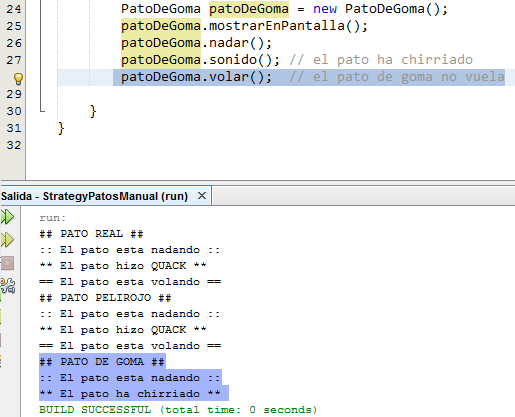 24 PatoDeGoma patoDeGoma = new PatoDeGoma();
25 patoDeGoma.mostrarEnPantalla();
26 patoDeGoma.nadar();
27 patoDeGoma.sonido(); // el pato ha chirriado
patoDeGoma.volar(); // el pato de goma no vuela
29
30 }
31 }
32
Salida - StrategyPatosManual (run) ×
run:
## PATO REAL ##
:: El pato esta nadando ::
** El pato hizo QUACK **
== El pato esta volando ==
## PATO PELIROJO ##
:: El pato esta nadando ::
** El pato hizo QUACK **
== El pato esta volando ==
## PATO DE GOMA ##
:: El pato esta nadando ::
** El pato ha chirriado **
BUILD SUCCESSFUL (total time: 0 seconds)